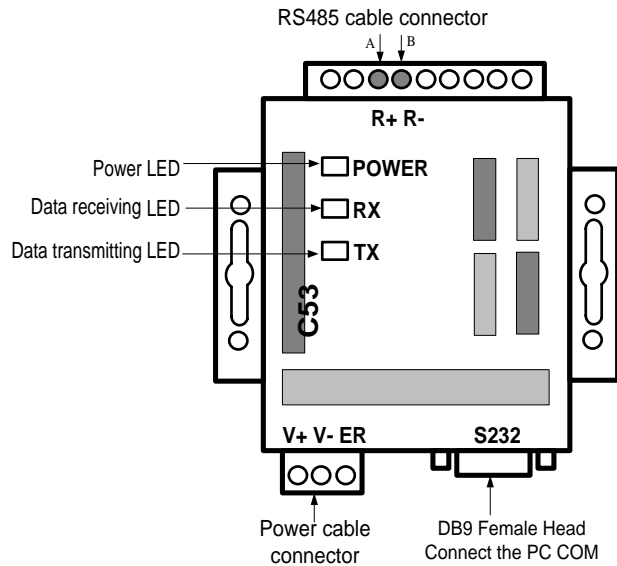 RS485 cable connector
A B
R+ R-
Power LED
POWER
Data receiving LED
RX
Data transmitting LED
TX
C53
V+ V- ER
S232
Power cable
connector
DB9 Female Head
Connect the PC COM